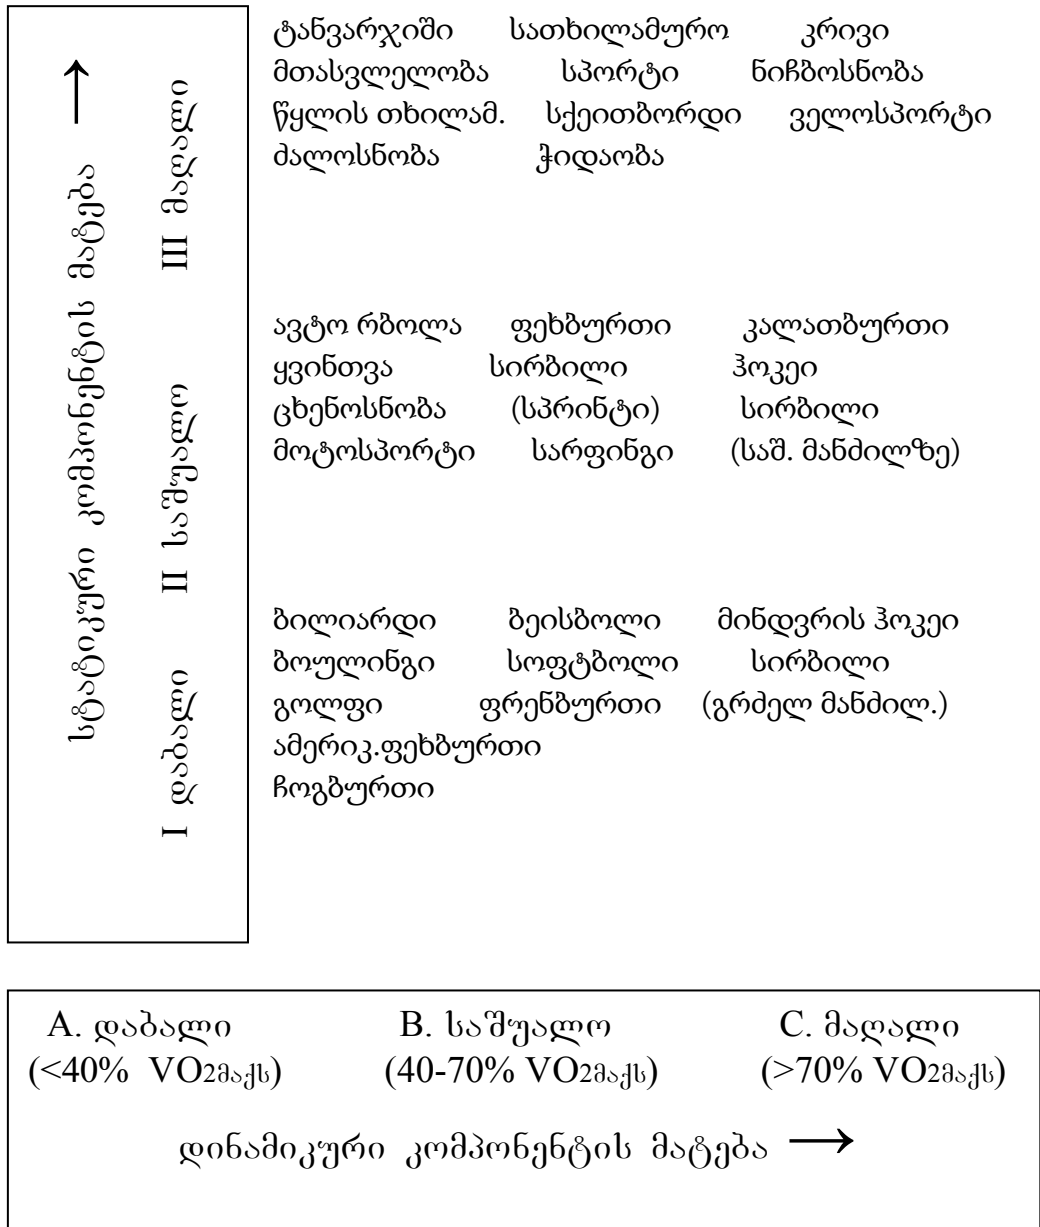 სტატიკური კომპონენტის მატება →
III მაღალი
II საშუალო
I დაბალი
ტანვარჯიში სათხილამურო კრივი
მთასვლელობა სპორტი ნიჩბოსნობა
წყლის თხილამ. სქეითბორდი ველოსპორტი
ძალოსნობა ჭიდაობა
ავტო რბოლა ფეხბურთი კალათბურთი
ყვინთვა სირბილი ჰოკეი
ცხენოსნობა (სპრინტი) სირბილი
მოტოსპორტი სარფინგი (საშ. მანძილზე)
ბილიარდი ბეისბოლი მინდვრის ჰოკეი
ბოულინგი სოფტბოლი სირბილი
გოლფი ფრენბურთი (გრძელ მანძილ.)
ამერიკ.ფეხბურთი
ჩოგბურთი
A. დაბალი B. საშუალო C. მაღალი
(<40% VO2მაქს) (40-70% VO2მაქს) (>70% VO2მაქს)
დინამიკური კომპონენტის მატება →